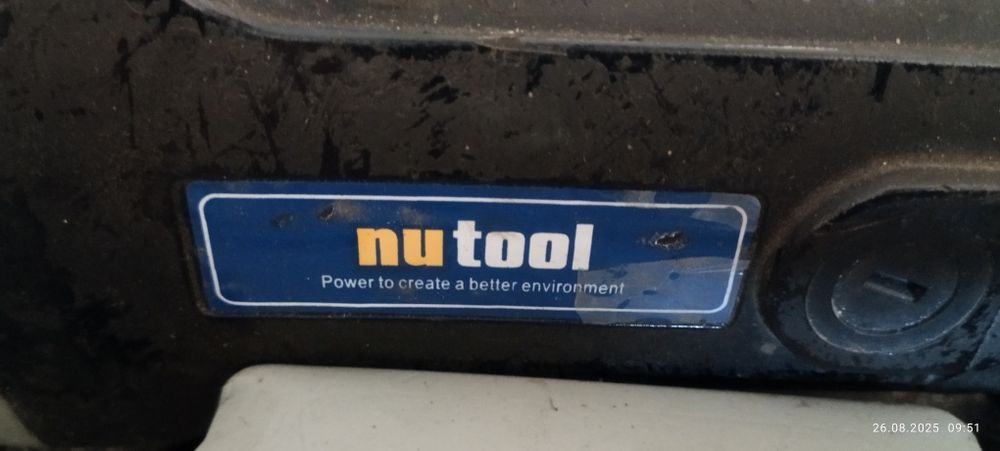 nutool
Power to create a better environment
26.08.2025 09:51